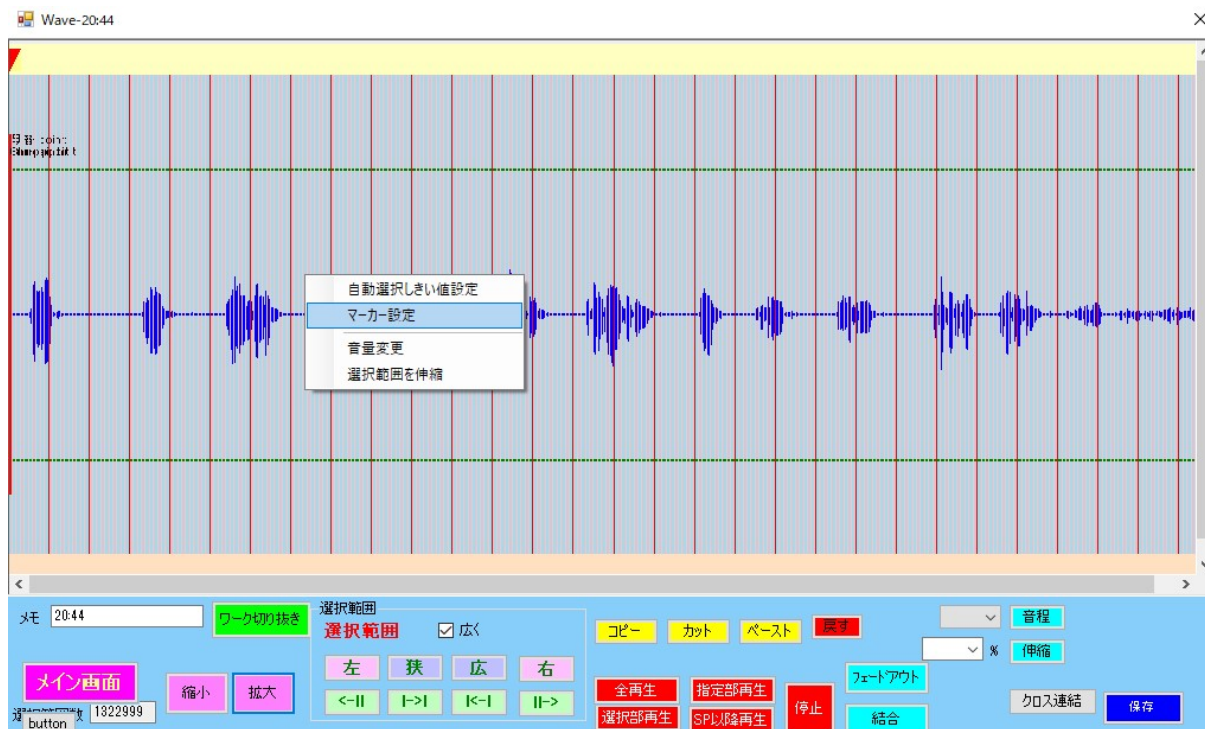 Wave-20:44
自動選択しきい値設定
マーカー設定
音量変更
選択範囲を伸縮
メモ 20:44 ワーク切り抜き
選択範囲
選択範囲 広く
コピー カット ペースト 戻す
音程
% 伸縮
メイン画面 縮小 拡大
左 狭 広 右
<-|| |->| |<-| ||->
全再生 指定部再生 停止
選択部再生 SP以降再生
フェードアウト
結合
クロス連結 保存
1322999
button